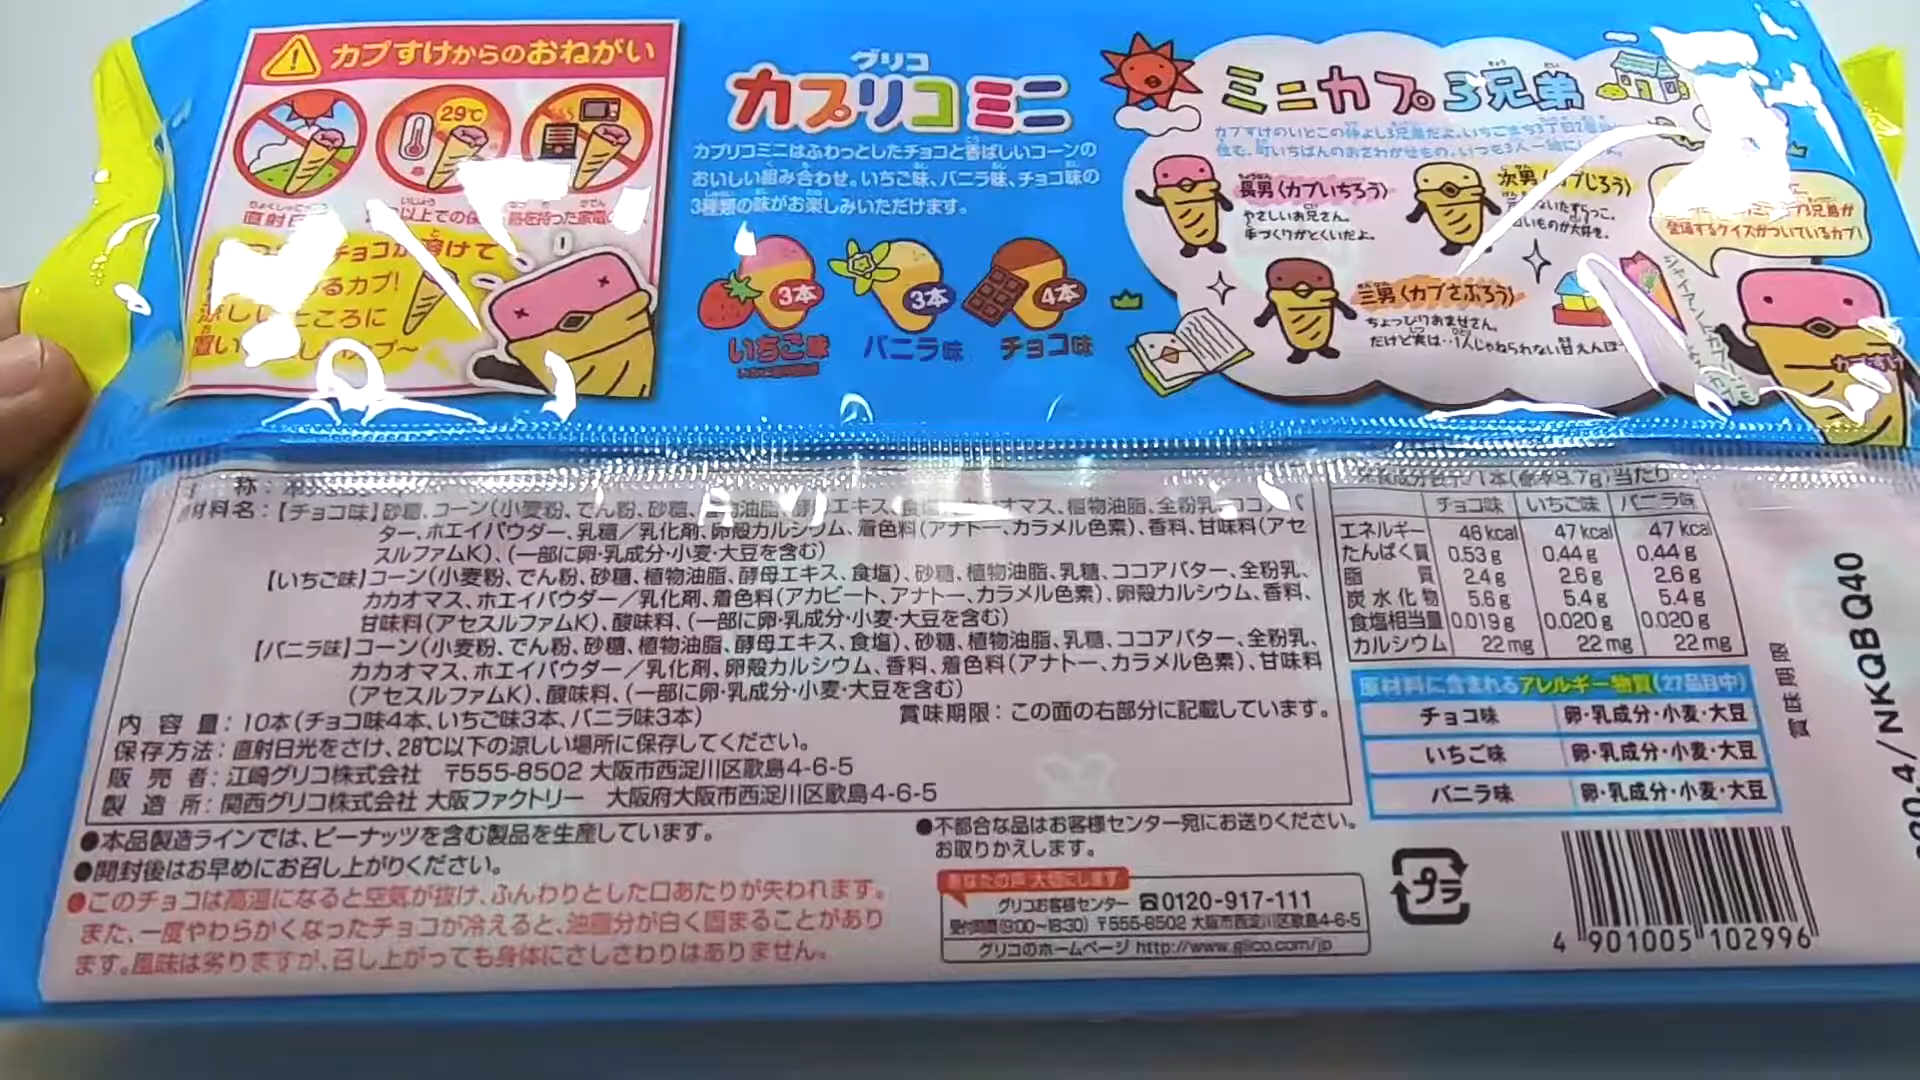 カプすけからのおねがい
29℃
直射日
以上での保
器を持った家電の
チョコが溶けて
るカプ!
涼しいところに
置い
グリコ
カプリコミニ
カプリコミニはふわっとしたチョコと香ばしいコーンの
おいしい組み合わせ。いちご味、バニラ味、チョコ味の
3種類の味がお楽しみいただけます。
3本
3本
4本
いちご味
バニラ味
チョコ味
ミニカプ3兄弟
カプすけのいとこの仲よし3兄弟だよ。いちごまち3丁目2番地
住む、町いちばんのおさわがせもの。いつも3人一緒に
長男(カプいちろう)
やさしいお兄さん。
手づくりがとくいだよ。
次男(カプじろう)
ないいたずらっこ。
いものが大好き。
三男(カプさぶろう)
ちょっぴりおませさん。
だけど実は・・1人じゃねられない甘えんぼ
3兄弟が
登場するクイズがついているカプ!
カプすけ
称:
材料名:【チョコ味】砂糖、コーン(小麦粉、でん粉、砂糖、植物油脂、酵母エキス、食塩)、カカオマス、植物油脂、全粉乳、ココアバ
ター、ホエイパウダー、乳糖/乳化剤、卵殻カルシウム、着色料(アナトー、カラメル色素)、香料、甘味料(アセ
スルファムK)、(一部に卵・乳成分・小麦・大豆を含む)
【いちご味】コーン(小麦粉、でん粉、砂糖、植物油脂、酵母エキス、食塩)、砂糖、植物油脂、乳糖、ココアバター、全粉乳、
カカオマス、ホエイパウダー/乳化剤、着色料(アカビート、アナトー、カラメル色素)、卵殻カルシウム、香料、
甘味料(アセスルファムK)、酸味料、(一部に卵・乳成分・小麦・大豆を含む)
【バニラ味】コーン(小麦粉、でん粉、砂糖、植物油脂、酵母エキス、食塩)、砂糖、植物油脂、乳糖、ココアバター、全粉乳、
カカオマス、ホエイパウダー/乳化剤、卵殻カルシウム、香料、着色料(アナトー、カラメル色素)、甘味料
(アセスルファムK)、酸味料、(一部に卵・乳成分・小麦・大豆を含む)
内容量:10本(チョコ味4本、いちご味3本、バニラ味3本) 賞味期限:この面の右部分に記載しています。
保存方法:直射日光をさけ、28℃以下の涼しい場所に保存してください。
販売者:江崎グリコ株式会社 〒555-8502 大阪市西淀川区歌島4-6-5
製造所:関西グリコ株式会社 大阪ファクトリー 大阪府大阪市西淀川区歌島4-6-5
●本品製造ラインでは、ピーナッツを含む製品を生産しています。
●開封後はお早めにお召し上がりください。
●このチョコは高温になると空気が抜け、ふんわりとした口あたりが失われます。
また、一度やわらかくなったチョコが冷えると、油脂分が白く固まることがあり
ます。風味は劣りますが、召し上がっても身体にさしさわりはありません。
●不都合な品はお客様センター宛にお送りください。
お取りかえします。
あなたの声 大切にします
グリコお客様センター ☎0120-917-111
受付時間(9:00~18:30) 〒555-8502 大阪市西淀川区歌島4-6-5
グリコのホームページ http://www.glico.com/jp
栄養成分表示/1本(標準8.7g)当たり
チョコ味 いちご味 バニラ味
エネルギー 46kcal 47kcal 47kcal
たんぱく質 0.53g 0.44g 0.44g
脂質 2.4g 2.6g 2.6g
炭水化物 5.6g 5.4g 5.4g
食塩相当量 0.019g 0.020g 0.020g
カルシウム 22mg 22mg 22mg
原材料に含まれるアレルギー物質(27品目中)
チョコ味 卵・乳成分・小麦・大豆
いちご味 卵・乳成分・小麦・大豆
バニラ味 卵・乳成分・小麦・大豆
プラ
4 901005 102996
賞味期限
/NKQBQ40